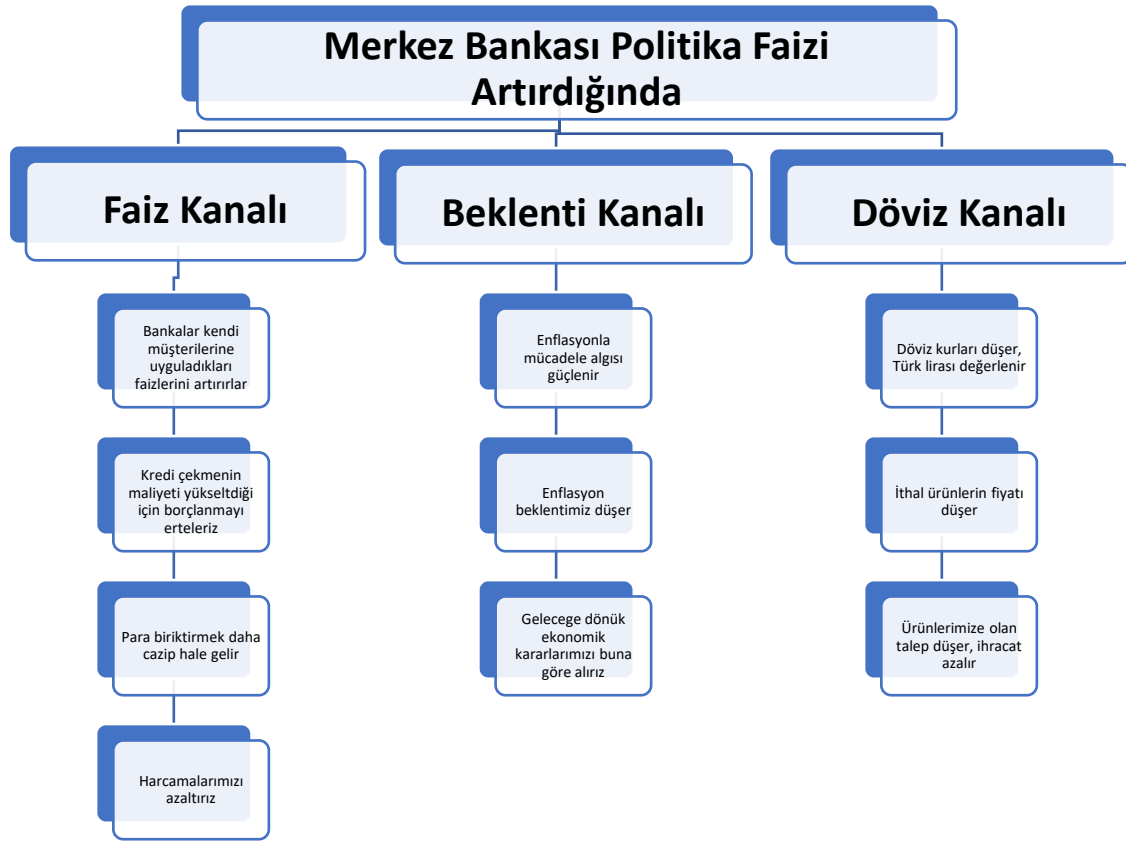 Merkez Bankası Politika Faizi
Artırdığında
Faiz Kanalı
Bankalar kendi
müşterilerine
uyguladıkları
faizlerini artırırlar
Kredi çekmenin
maliyeti yükseltdiği
için borçlanmayı
erteleriz
Para biriktirmek daha
cazip hale gelir
Harcamalarımızı
azaltırız
Beklenti Kanalı
Enflasyonla
mücadele algısı
güçlenir
Enflasyon
beklentimiz düşer
Gelecege dönük
ekonomik
kararlarımızı buna
göre alırız
Döviz Kanalı
Döviz kurları düşer,
Türk lirası değerlenir
İthal ürünlerin fiyatı
düşer
Ürünlerimize olan
talep düşer, ihracat
azalır